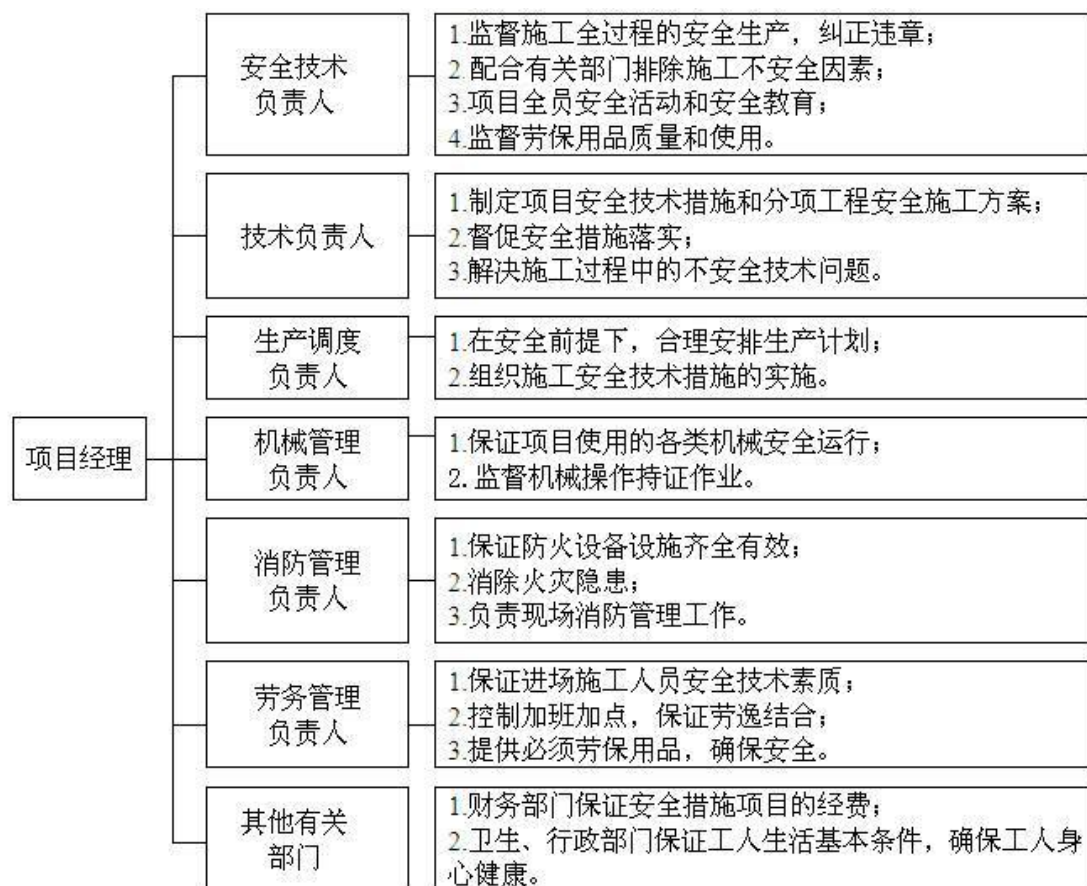 项目经理
安全技术
负责人
1.监督施工全过程的安全生产，纠正违章；
2.配合有关部门排除施工不安全因素；
3.项目全员安全活动和安全教育；
4.监督劳保用品质量和使用。
技术负责人
1.制定项目安全技术措施和分项工程安全施工方案；
2.督促安全措施落实；
3.解决施工过程中的不安全技术问题。
生产调度
负责人
1.在安全前提下，合理安排生产计划；
2.组织施工安全技术措施的实施。
机械管理
负责人
1.保证项目使用的各类机械安全运行；
2.监督机械操作持证作业。
消防管理
负责人
1.保证防火设备设施齐全有效；
2.消除火灾隐患；
3.负责现场消防管理工作。
劳务管理
负责人
1.保证进场施工人员安全技术素质；
2.控制加班加点，保证劳逸结合；
3.提供必须劳保用品，确保安全。
其他有关
部门
1.财务部门保证安全措施项目的经费；
2.卫生、行政部门保证工人生活基本条件，确保工人身
心健康。